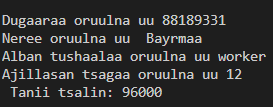 Dugaaraa oruulna uu 88189331
Neree oruulna uu  Bayrmaa
Alban tushaalaa oruulna uu worker
Ajillasan tsagaa oruulna uu 12
 Tanii tsalin: 96000